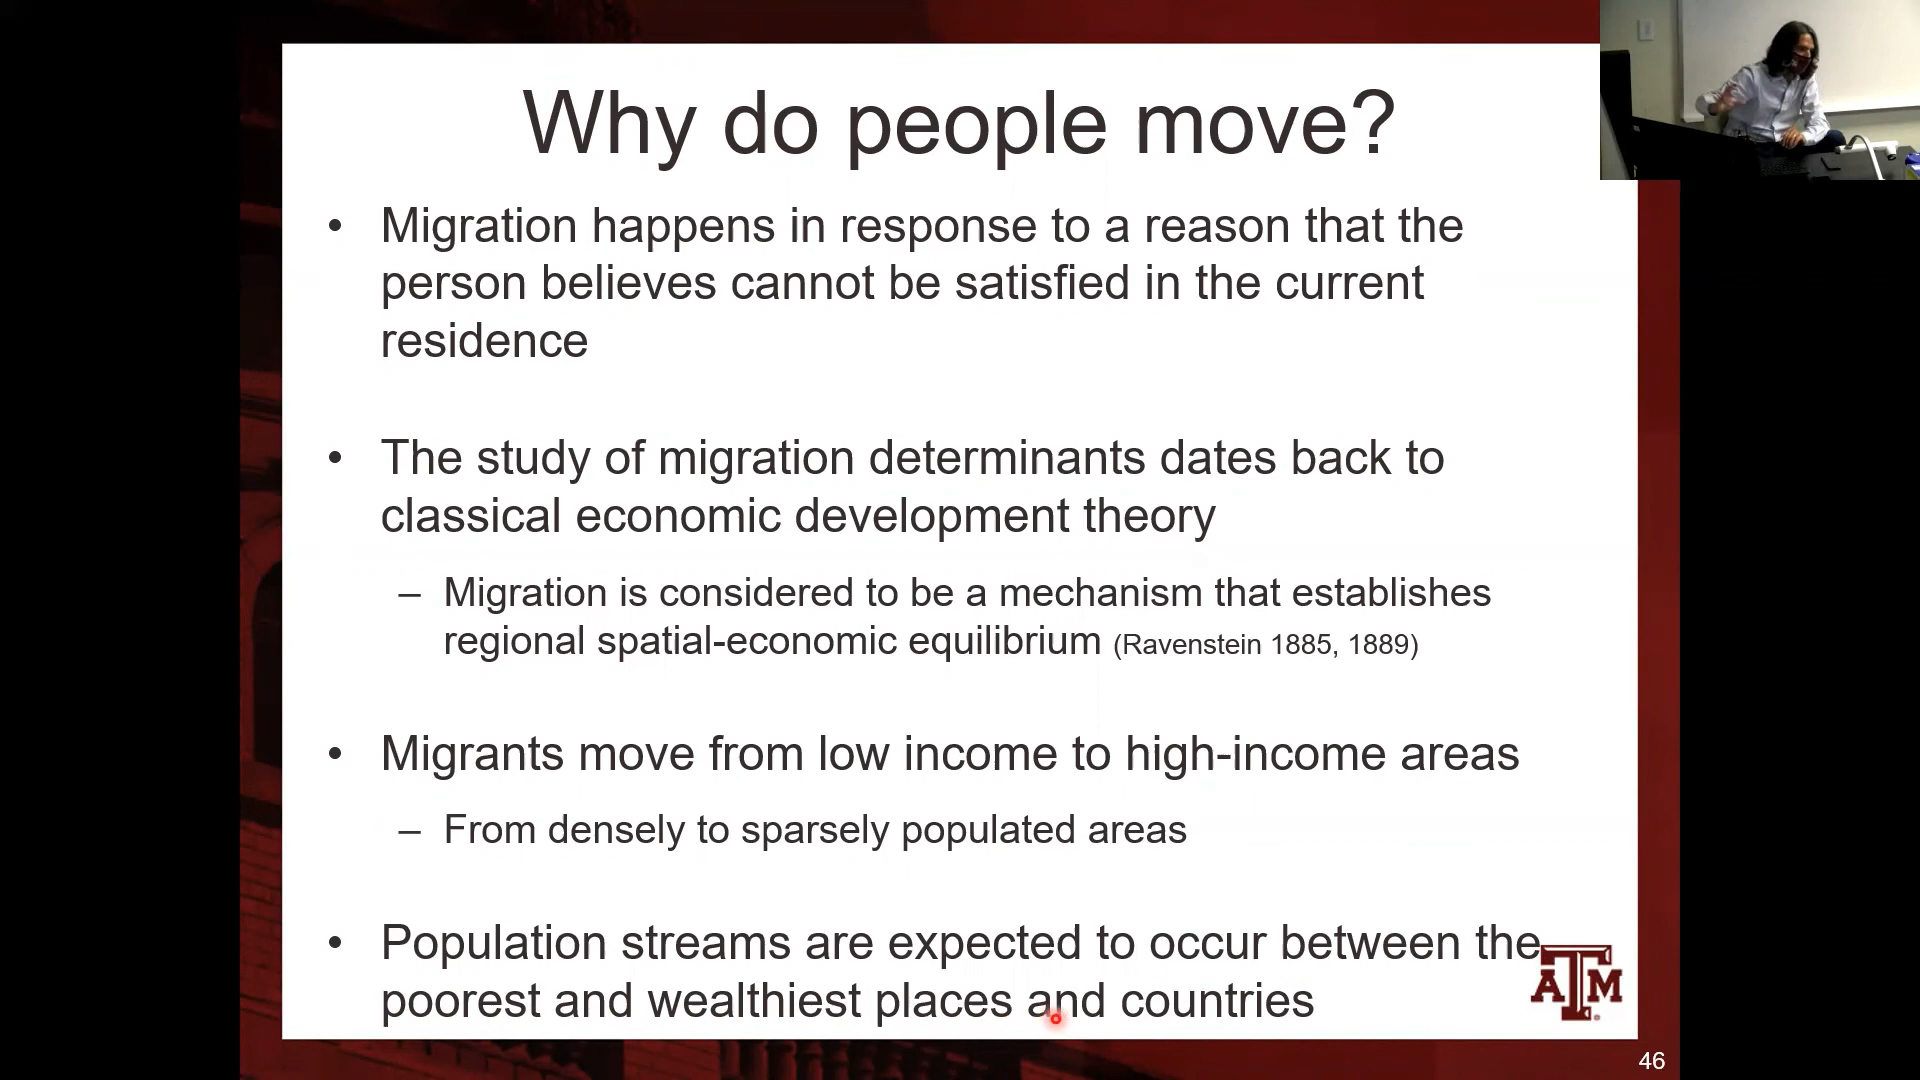 Why do people move?
• Migration happens in response to a reason that the
person believes cannot be satisfied in the current
residence
• The study of migration determinants dates back to
classical economic development theory
– Migration is considered to be a mechanism that establishes
regional spatial-economic equilibrium (Ravenstein 1885, 1889)
• Migrants move from low income to high-income areas
– From densely to sparsely populated areas
• Population streams are expected to occur between the
poorest and wealthiest places and countries
ATM
46